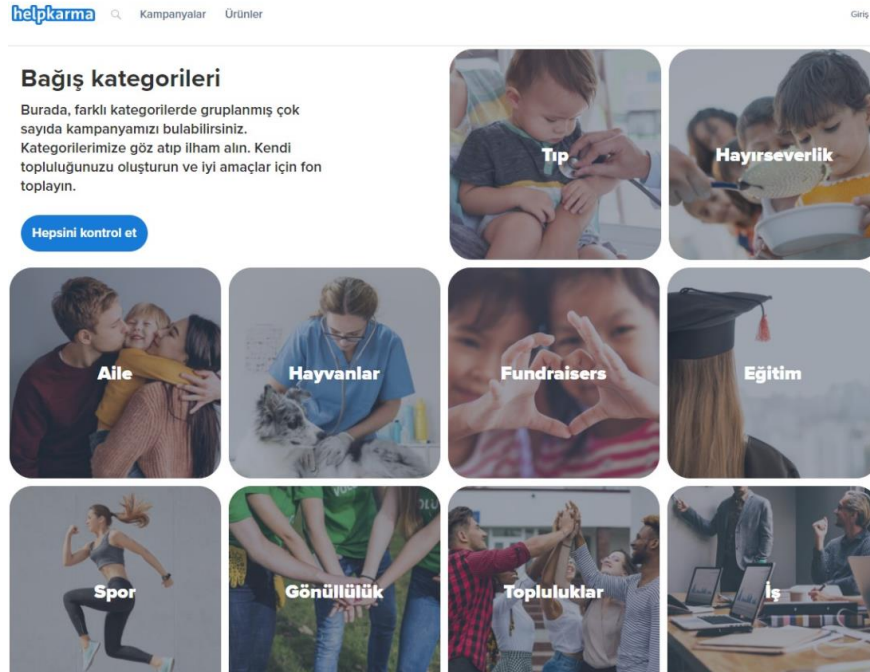 helpkarma
Kampanyalar
Ürünler
Giriş
Bağış kategorileri
Burada, farklı kategorilerde gruplanmış çok
sayıda kampanyamızı bulabilirsiniz.
Kategorilerimize göz atıp ilham alın. Kendi
topluluğunuzu oluşturun ve iyi amaçlar için fon
toplayın.
Hepsini kontrol et
Tıp
Hayırseverlik
Aile
Hayvanlar
Fundraisers
Eğitim
Spor
Gönüllülük
Topluluklar
İş